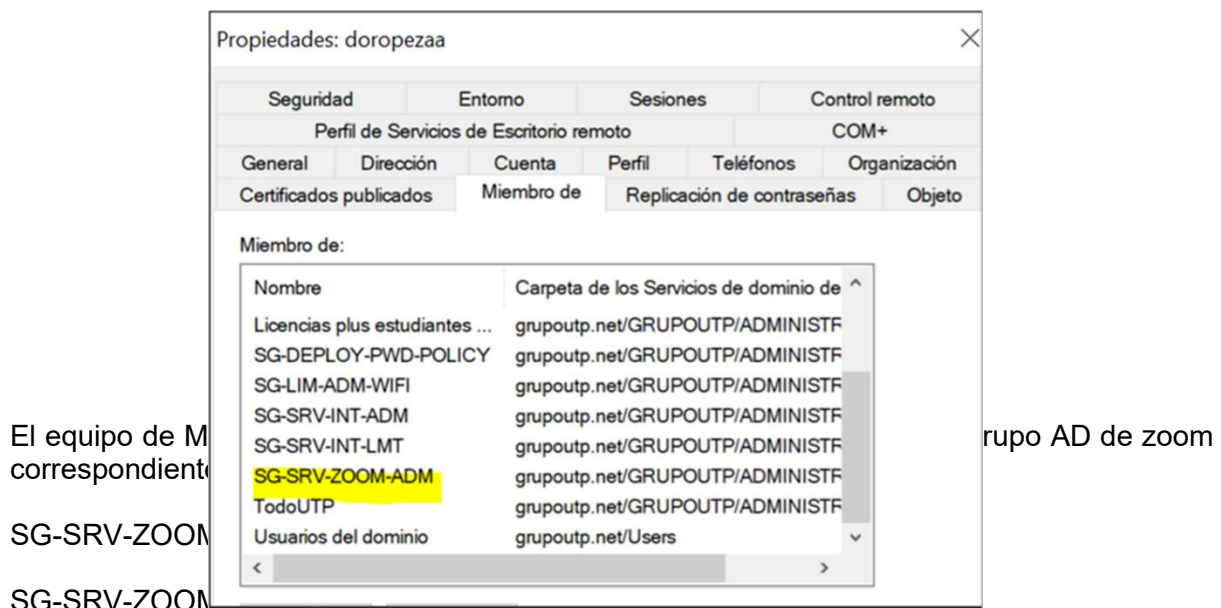 Propiedades: doropezaa
Seguridad Entorno Sesiones Control remoto
Perfil de Servicios de Escritorio remoto COM+
General Dirección Cuenta Perfil Teléfonos Organización
Certificados publicados Miembro de Replicación de contraseñas Objeto
Miembro de:
Nombre Carpeta de los Servicios de dominio de
Licencias plus estudiantes ... grupoutp.net/GRUPOUTP/ADMINISTR
SG-DEPLOY-PWD-POLICY grupoutp.net/GRUPOUTP/ADMINISTR
SG-LIM-ADM-WIFI grupoutp.net/GRUPOUTP/ADMINISTR
SG-SRV-INT-ADM grupoutp.net/GRUPOUTP/ADMINISTR
SG-SRV-INT-LMT grupoutp.net/GRUPOUTP/ADMINISTR
SG-SRV-ZOOM-ADM grupoutp.net/GRUPOUTP/ADMINISTR
TodoUTP grupoutp.net/GRUPOUTP/ADMINISTR
Usuarios del dominio grupoutp.net/Users
El equipo de M rupo AD de zoom
correspondiente
SG-SRV-ZOOM
SG-SRV-ZOOM